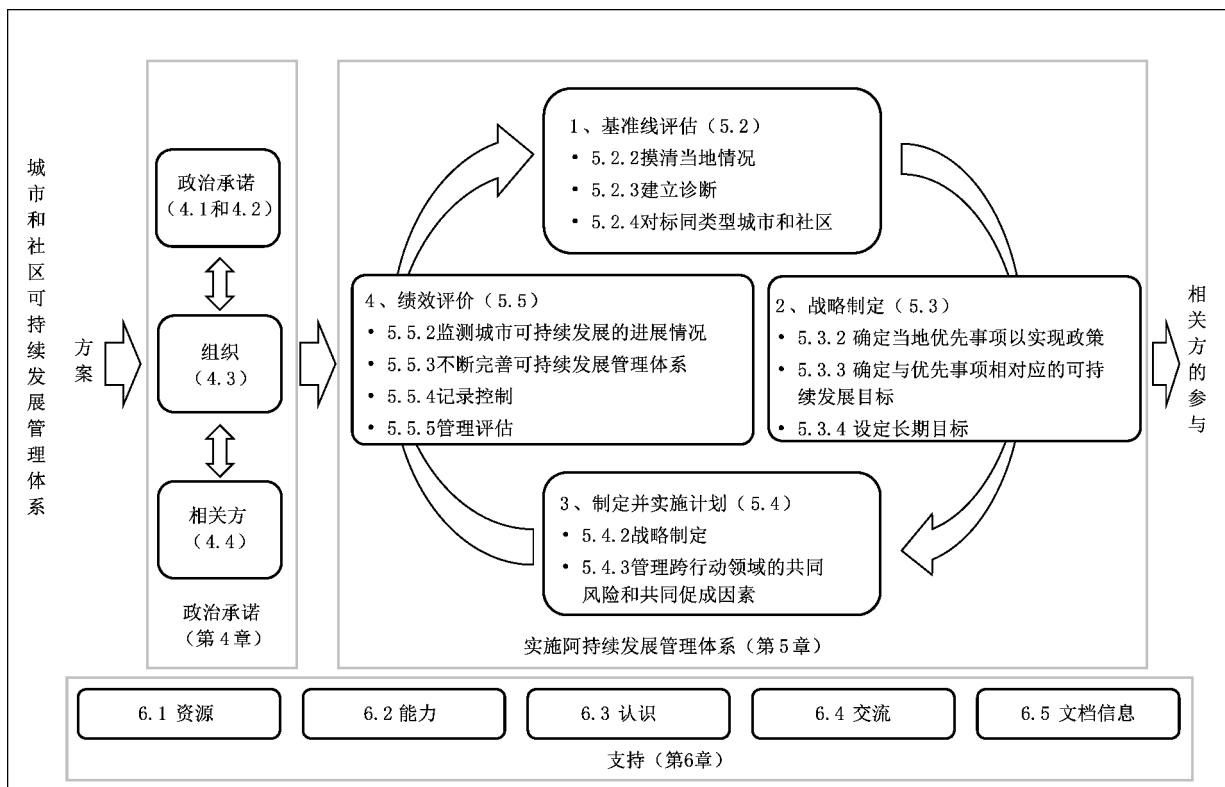 城市和社区可持续发展管理体系
方案
政治承诺
（4.1和4.2）
组织
（4.3）
相关方
（4.4）
政治承诺
（第4章）
1、基准线评估（5.2）
• 5.2.2摸清当地情况
• 5.2.3建立诊断
• 5.2.4对标同类型城市和社区
2、战略制定（5.3）
• 5.3.2 确定当地优先事项以实现政策
• 5.3.3 确定与优先事项相对应的可持
续发展目标
• 5.3.4 设定长期目标
3、制定并实施计划（5.4）
• 5.4.2战略制定
• 5.4.3管理跨行动领域的共同
风险和共同促成因素
4、绩效评价（5.5）
• 5.5.2监测城市可持续发展的进展情况
• 5.5.3不断完善可持续发展管理体系
• 5.5.4记录控制
• 5.5.5管理评估
实施阿持续发展管理体系（第5章）
相关方的参与
6.1 资源
6.2 能力
6.3 认识
6.4 交流
6.5 文档信息
支持（第6章）